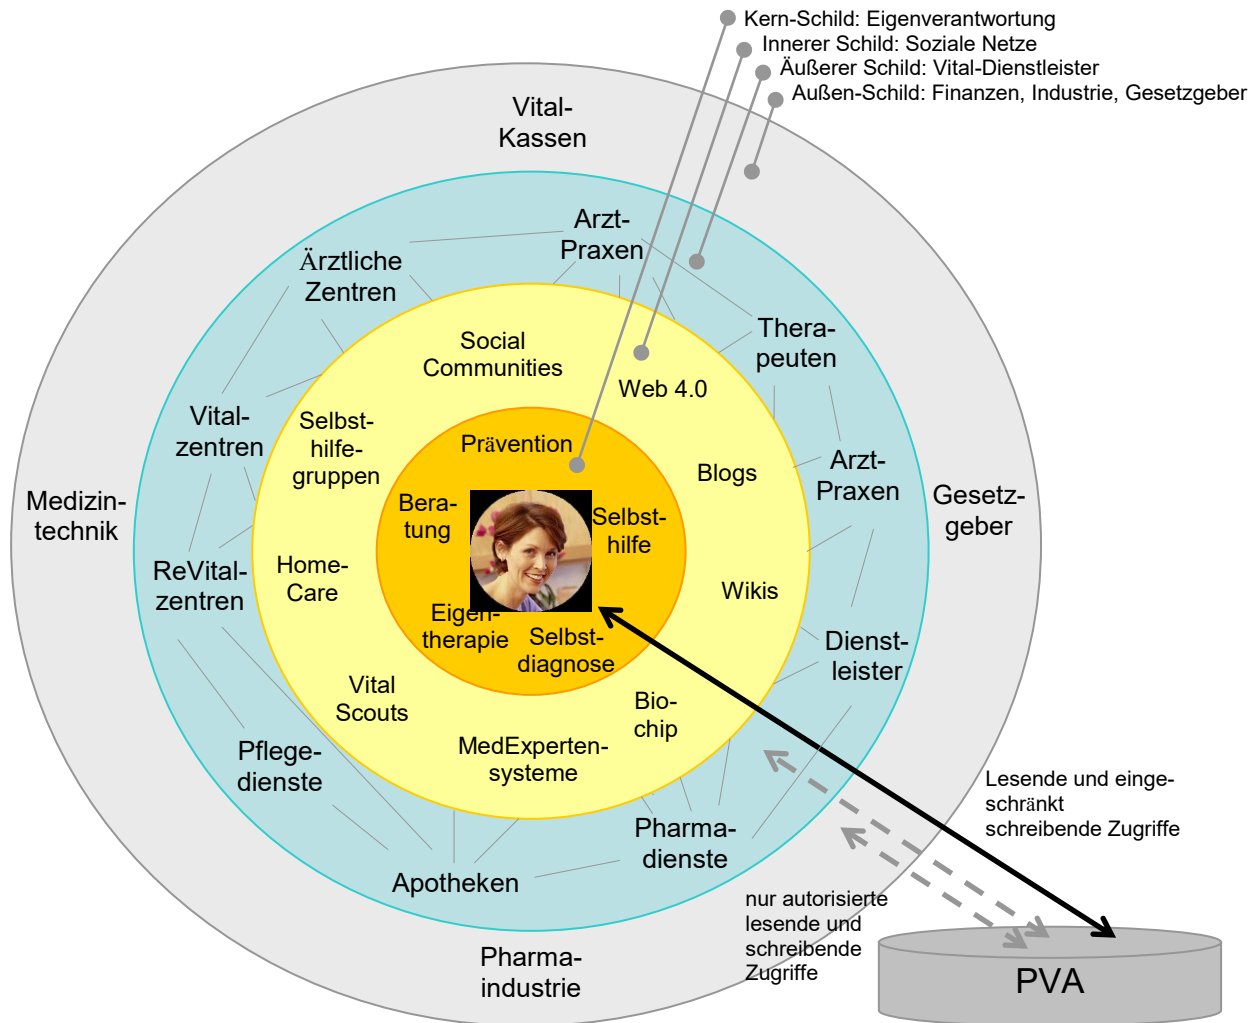 Kern-Schild: Eigenverantwortung
Innerer Schild: Soziale Netze
Äußerer Schild: Vital-Dienstleister
Außen-Schild: Finanzen, Industrie, Gesetzgeber
Vital-
Kassen
Arzt-
Praxen
Ärztliche
Zentren
Thera-
peuten
Social
Communities
Web 4.0
Vital-
zentren
Selbst-
hilfe-
gruppen
Prävention
Blogs
Arzt-
Praxen
Medizin-
technik
Gesetz-
geber
Bera-
tung
Selbst-
hilfe
ReVital-
zentren
Home-
Care
Wikis
Eigen-
therapie
Selbst-
diagnose
Dienst-
leister
Vital
Scouts
Bio-
chip
MedExperten-
systeme
Pflege-
dienste
Pharma-
dienste
Apotheken
Lesende und einge-
schränkt
schreibende Zugriffe
nur autorisierte
lesende und
schreibende
Zugriffe
Pharma-
industrie
PVA